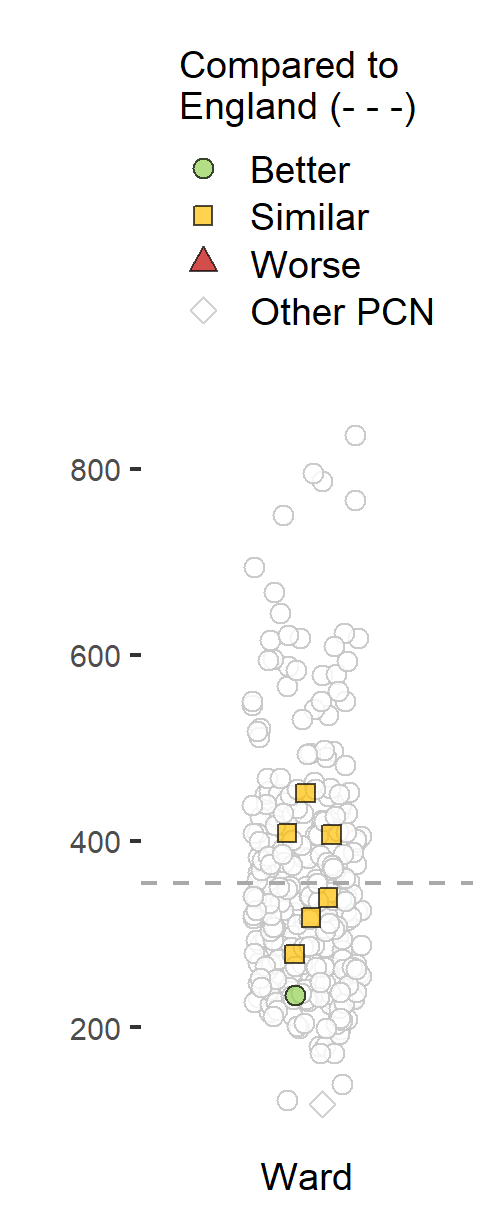 Compared to
England (- - -)
Better
Similar
Worse
Other PCN
800
600
400
200
Ward